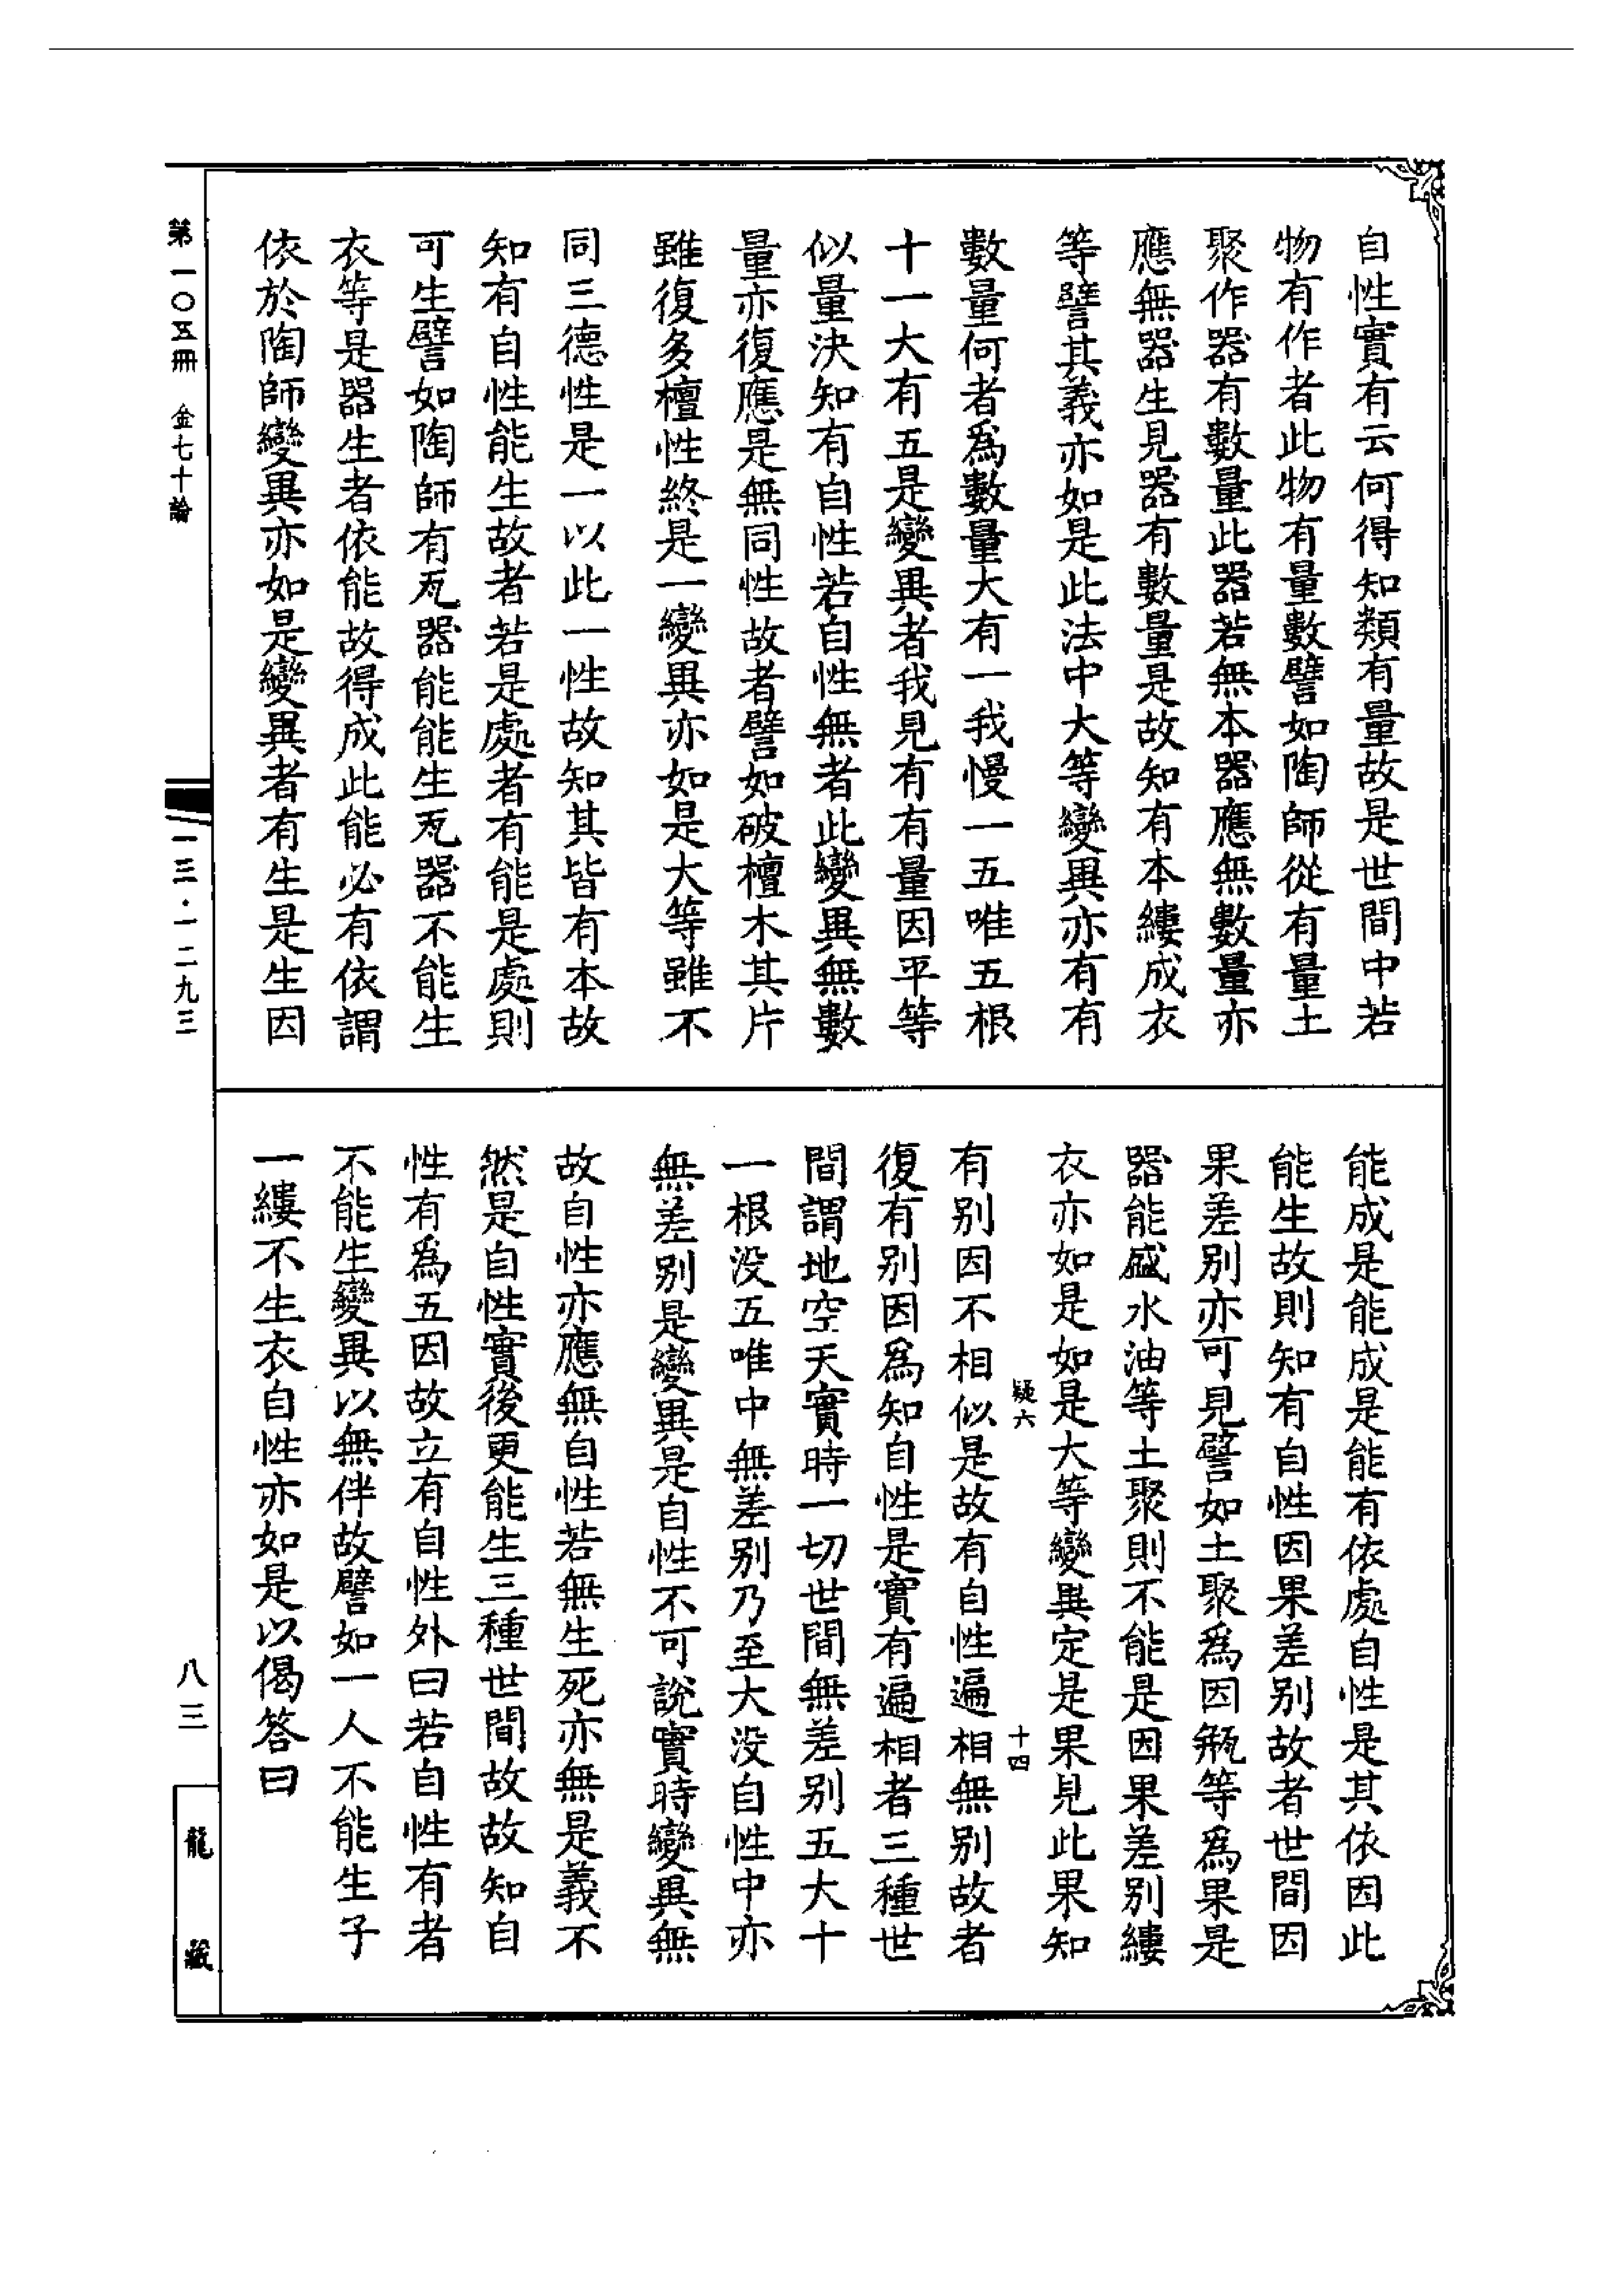 自性實有云何得知類有量故是世間中若
物有作者此物有量數譬如陶師從有量土
聚作器有數量此器若無本器應無數量亦
應無器生見器有數量是故知有本縷成衣
等譬其義亦如是此法中大等變異亦有有
數量何者為數量大有一我慢一五唯五根
十一大有五是變異者我見有有量因平等
似量決知有自性若自性無者此變異無數
量亦復應是無同性故者譬如破檀木其片
雖復多檀性終是一變異亦如是大等雖不
同三德性是一以此一性故知其皆有本故
知有自性能生故者若是處者有能是處則
可生譬如陶師有瓦器能能生瓦器不能生
衣等是器生者依能故得成此能必有依謂
依於陶師變異亦如是變異者有生是生因
能成是能成是能有依處自性是其依因此
能生故則知有自性因果差別故者世間因
果差別亦可見譬如土聚為因瓶等為果是
器能盛水油等土聚則不能是因果差別縷
衣亦如是如是大等變異定是果見此果知
疑六
十四
有別因不相似是故有自性遍相無別故者
復有別因為知自性是實有遍相者三種世
間謂地空天實時一切世間無差別五大十
一根沒五唯中無差別乃至大沒自性中亦
無差別是變異是自性不可說實時變異無
故自性亦應無自性若無生死亦無是義不
然是自性實後更能生三種世間故故知自
性有為五因故立有自性外曰若自性有者
不能生變異以無伴故譬如一人不能生子
一縷不生衣自性亦如是以偈答曰
第一〇五冊 金七十論
一三·一二九三
八三
龍藏